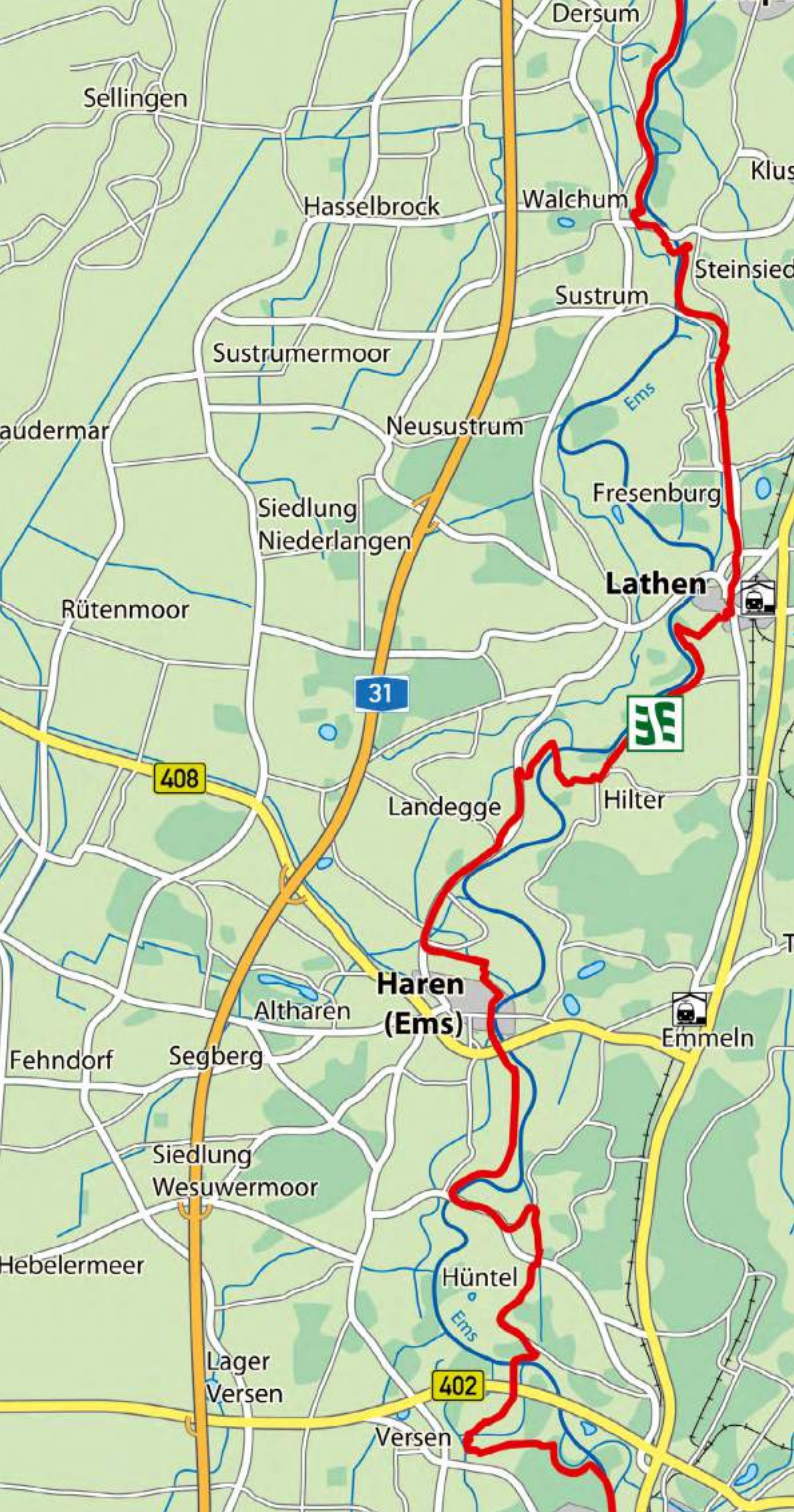 Dersum
Sellingen
Hasselbrock
Walchum
Steinsied
Sustrum
Sustrumermoor
Ems
audermar
Neusustrum
Fresenburg
Siedlung
Niederlangen
Lathen
Rütenmoor
31
408
Landegge
Hilter
Haren
(Ems)
Altharen
Emmeln
Fehndorf
Segberg
Siedlung
Wesuwermoor
Hebelermeer
Hüntel
Ems
Lager
Versen
402
Versen